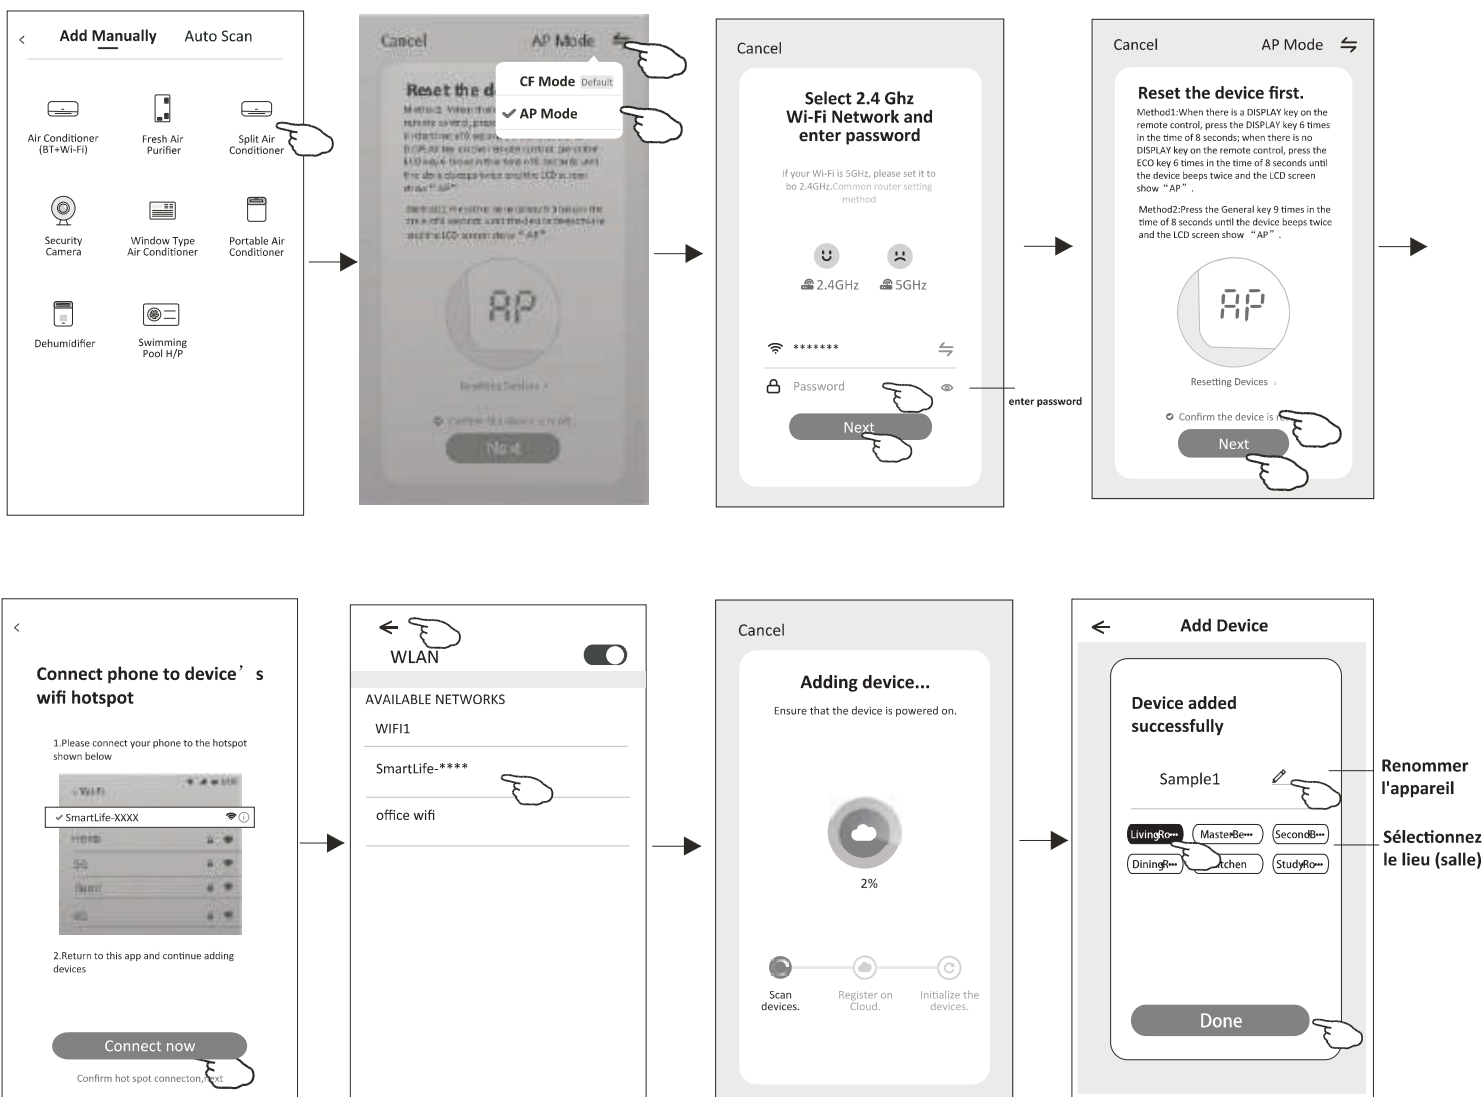 <
Add Manually Auto Scan
Air Conditioner
(BT+Wi-Fi)
Fresh Air
Purifier
Split Air
Conditioner
Security
Camera
Window Type
Air Conditioner
Portable Air
Conditioner
Dehumidifier
Swimming
Pool H/P
Cancel AP Mode
CF Mode Default
AP Mode
Reset the d
AP
Resetting Devices >
Next
Cancel
Select 2.4 Ghz
Wi-Fi Network and
enter password
If your Wi-Fi is 5GHz, please set it to
bo 2.4GHz.Common router setting
method
2.4GHz 5GHz
*******
Password
enter password
Next
Cancel AP Mode
Reset the device first.
Method1:When there is a DISPLAY key on the
remote control, press the DISPLAY key 6 times
in the time of 8 seconds; when there is no
DISPLAY key on the remote control, press the
ECO key 6 times in the time of 8 seconds until
the device beeps twice and the LCD screen
show “AP”.
Method2:Press the General key 9 times in the
time of 8 seconds until the device beeps twice
and the LCD screen show “AP”.
AP
Resetting Devices >
Confirm the device is
Next
<
Connect phone to device’s
wifi hotspot
1.Please connect your phone to the hotspot
shown below
Wi-Fi
SmartLife-XXXX
2.Return to this app and continue adding
devices
Connect now
Confirm hot spot connecton,next
WLAN
AVAILABLE NETWORKS
WIFI1
SmartLife-****
office wifi
Cancel
Adding device...
Ensure that the device is powered on.
2%
Scan
devices.
Register on
Cloud.
Initialize the
devices.
Add Device
Device added
successfully
Sample1
Renommer
l'appareil
LivingRo··· MasterBe··· SecondB···
DiningR··· tchen StudyRo···
Sélectionnez
le lieu (salle)
Done